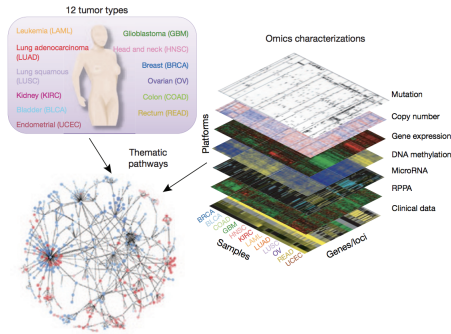 12 tumor types
Leukemia (LAML)
Lung adenocarcinoma
(LUAD)
Lung squamous
(LUSC)
Kidney (KIRC)
Bladder (BLCA)
Endometrial (UCEC)
Glioblastoma (GBM)
Head and neck (HNSC)
Breast (BRCA)
Ovarian (OV)
Colon (COAD)
Rectum (READ)
Thematic
pathways
Omics characterizations
Platforms
Mutation
Copy number
Gene expression
DNA methylation
MicroRNA
RPPA
Clinical data
BRCA
BLCA
COAD
GBM
HNSC
KIRC
LAML
LUAD
LUSC
OV
READ
UCEC
Samples
Genes/loci